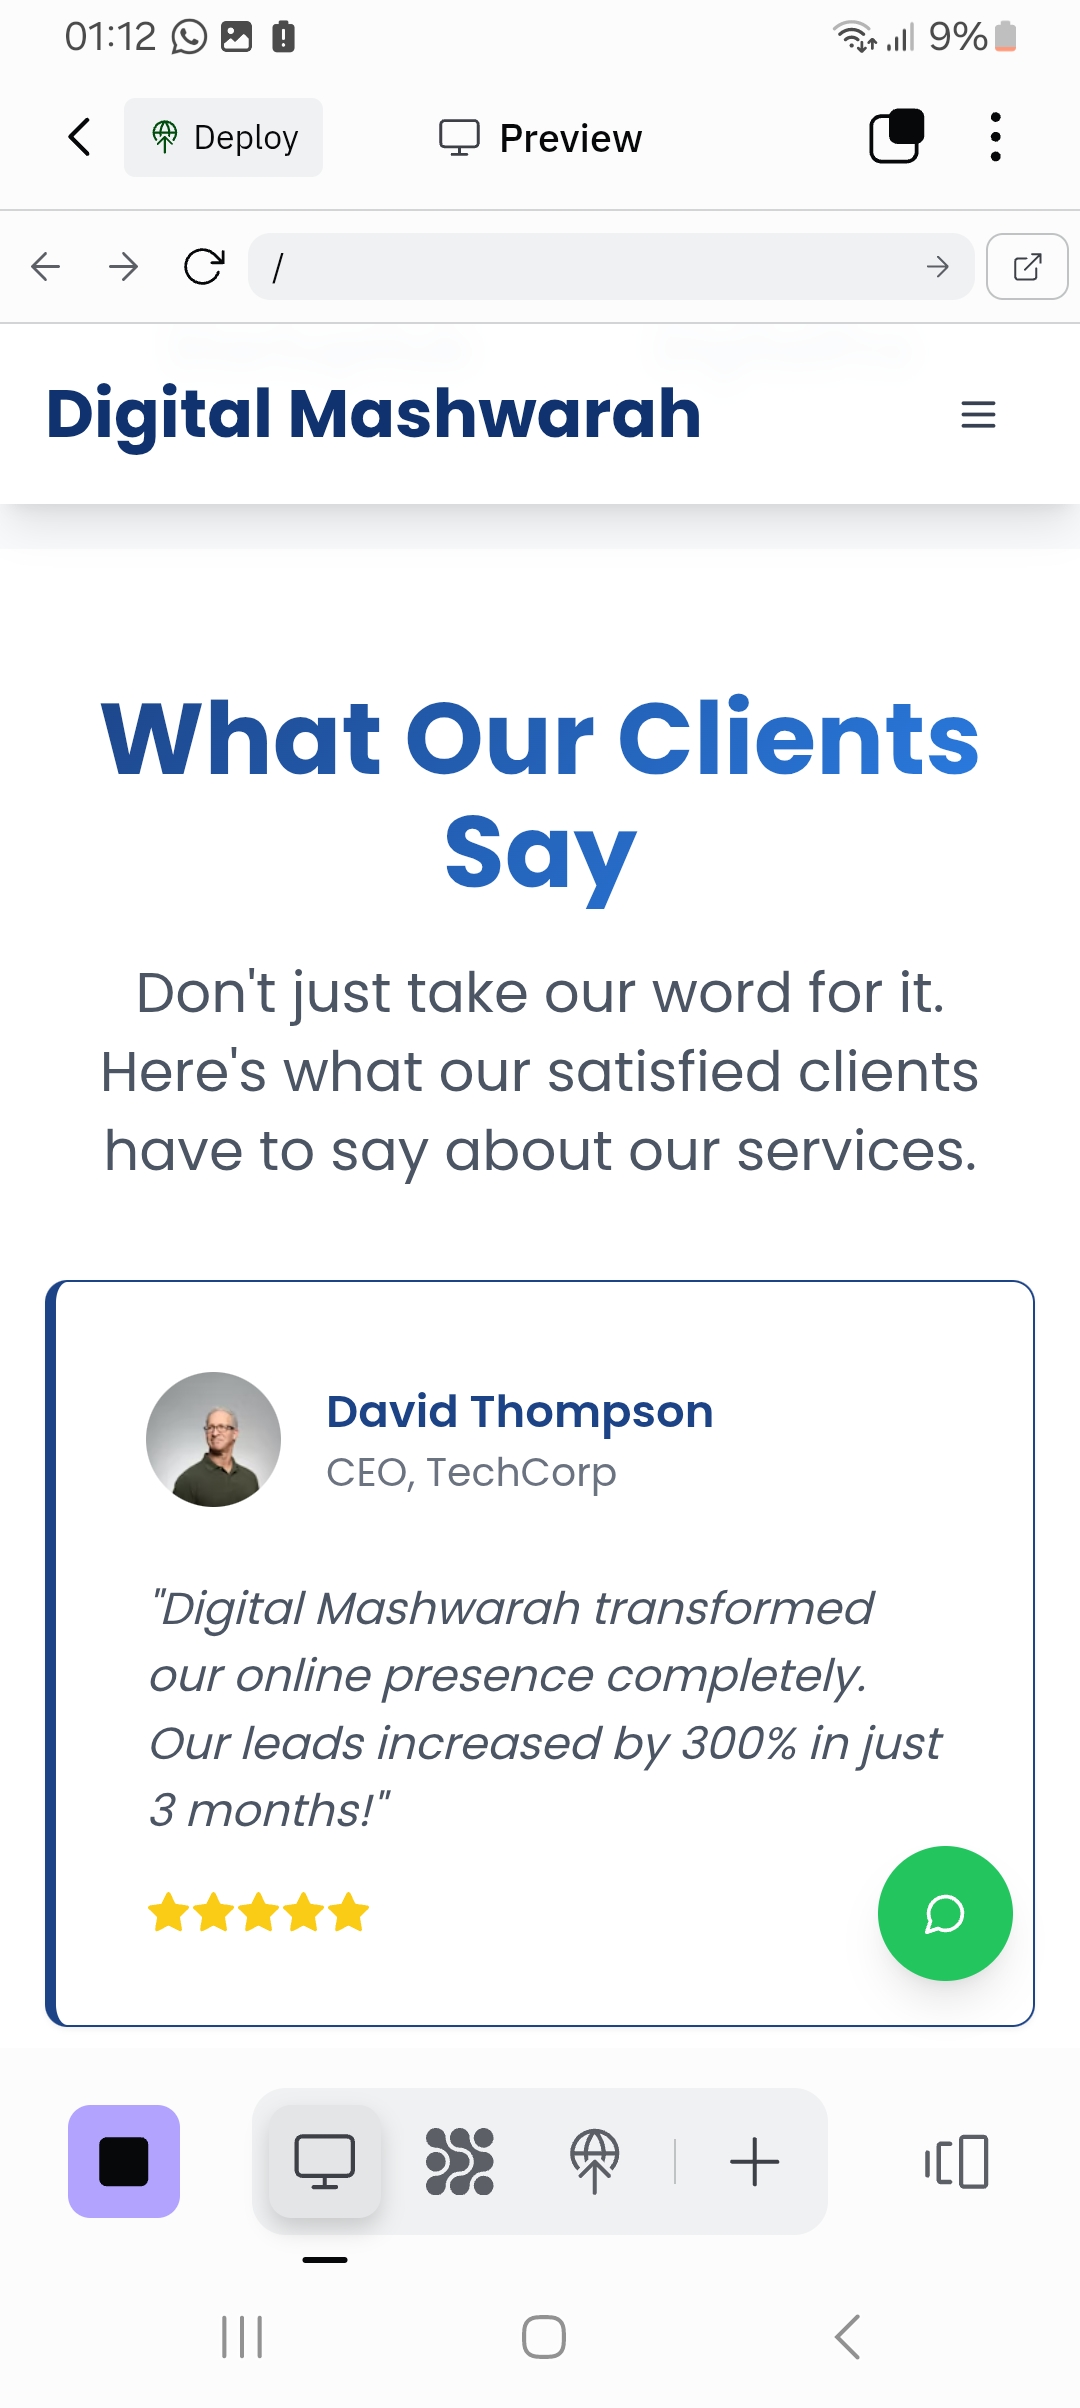 01:12
9%
Deploy
Preview
/
Digital Mashwarah
What Our Clients
Say
Don't just take our word for it.
Here's what our satisfied clients
have to say about our services.
David Thompson
CEO, TechCorp
"Digital Mashwarah transformed
our online presence completely.
Our leads increased by 300% in just
3 months!"